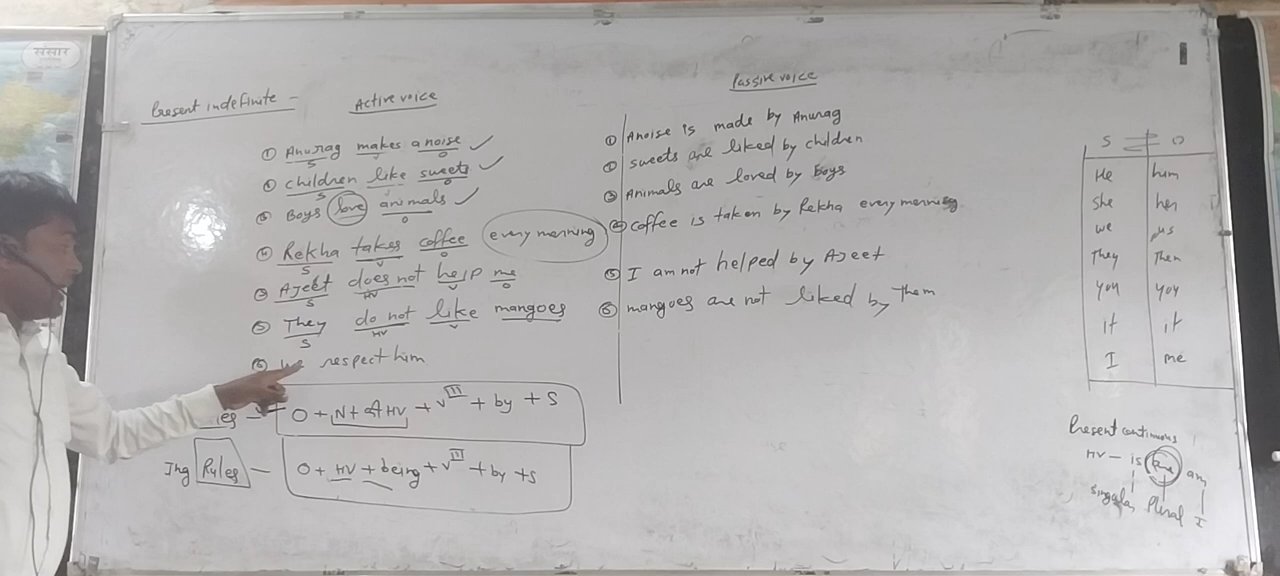 संसार
Present indefinite -
Active voice
① Anurag makes a noise ✓
S V O
② children like sweets ✓
S O
③ Boys love animals ✓
O
④ Rekha takes coffee every morning
S V O
⑤ Ajeet does not help me
S HV V O
⑤ They do not like mangoes
S HV V
⑥ We respect him
Rules - O + N + A HV + V III + by + S
Ing Rules - O + HV + being + V III + by + S
Passive voice
① A noise is made by Anurag
② sweets are liked by children
③ Animals are loved by Boys
④ coffee is taken by Rekha every morning
⑤ I am not helped by Ajeet
⑥ mangoes are not liked by them
S ⇌ O
He him
she her
we us
They Them
you you
it it
I me
Present continuous
HV - is are am
singular Plural I